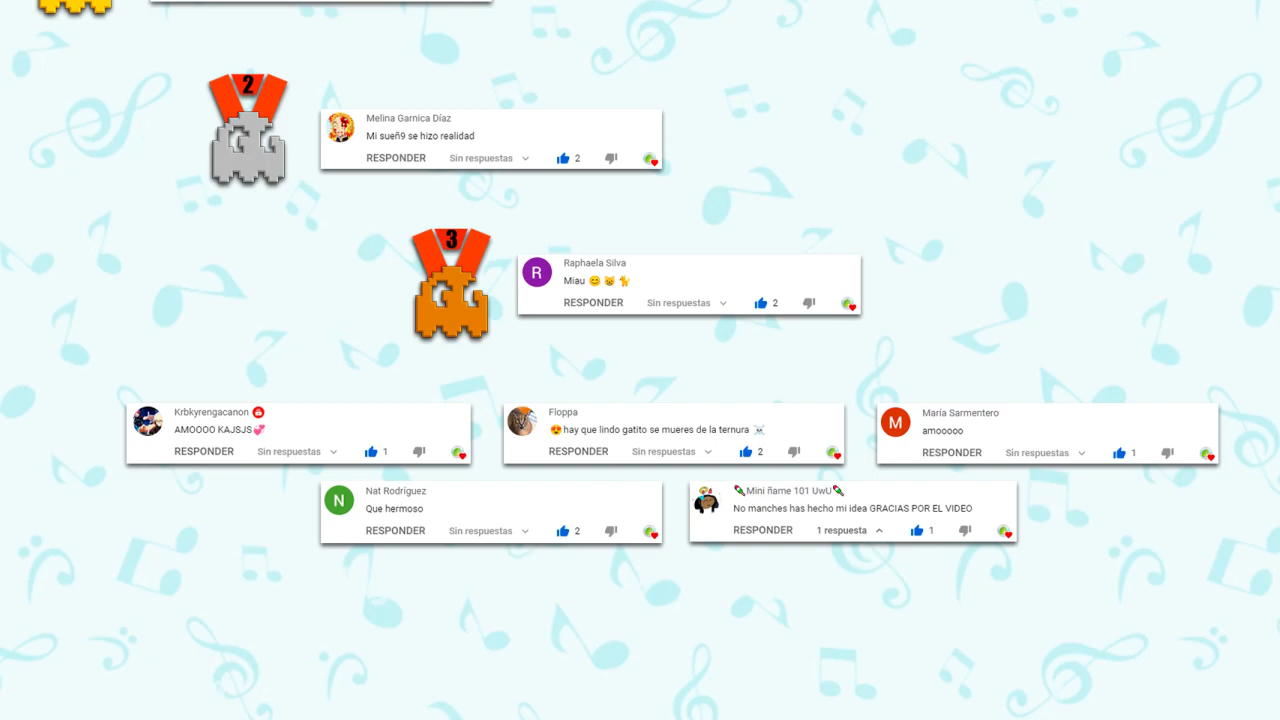 2
Melina Garnica Díaz
Mi sueñ9 se hizo realidad
RESPONDER Sin respuestas 2
3
Raphaela Silva
Miau 😊 😸 🐈
RESPONDER Sin respuestas 2
Krbkyrengacanon
AMOOOO KAJSJS💞
RESPONDER Sin respuestas 1
Floppa
😍hay que lindo gatito se mueres de la ternura ☠️
RESPONDER Sin respuestas 2
M
María Sarmentero
amooooo
RESPONDER Sin respuestas 1
N
Nat Rodríguez
Que hermoso
RESPONDER Sin respuestas 2
🍾Mini ñame 101 UwU🍾
No manches has hecho mi idea GRACIAS POR EL VIDEO
RESPONDER 1 respuesta 1
R